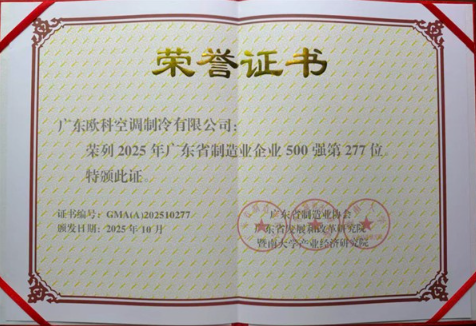 荣誉证书
广东欧科空调制冷有限公司：
荣列2025年广东省制造业企业500强第277位。
特颁此证。
证书编号：GMA(A)202510277
颁发日期：2025年10月
广东省制造业协会
广东省发展和改革研究院
暨南大学产业经济研究院